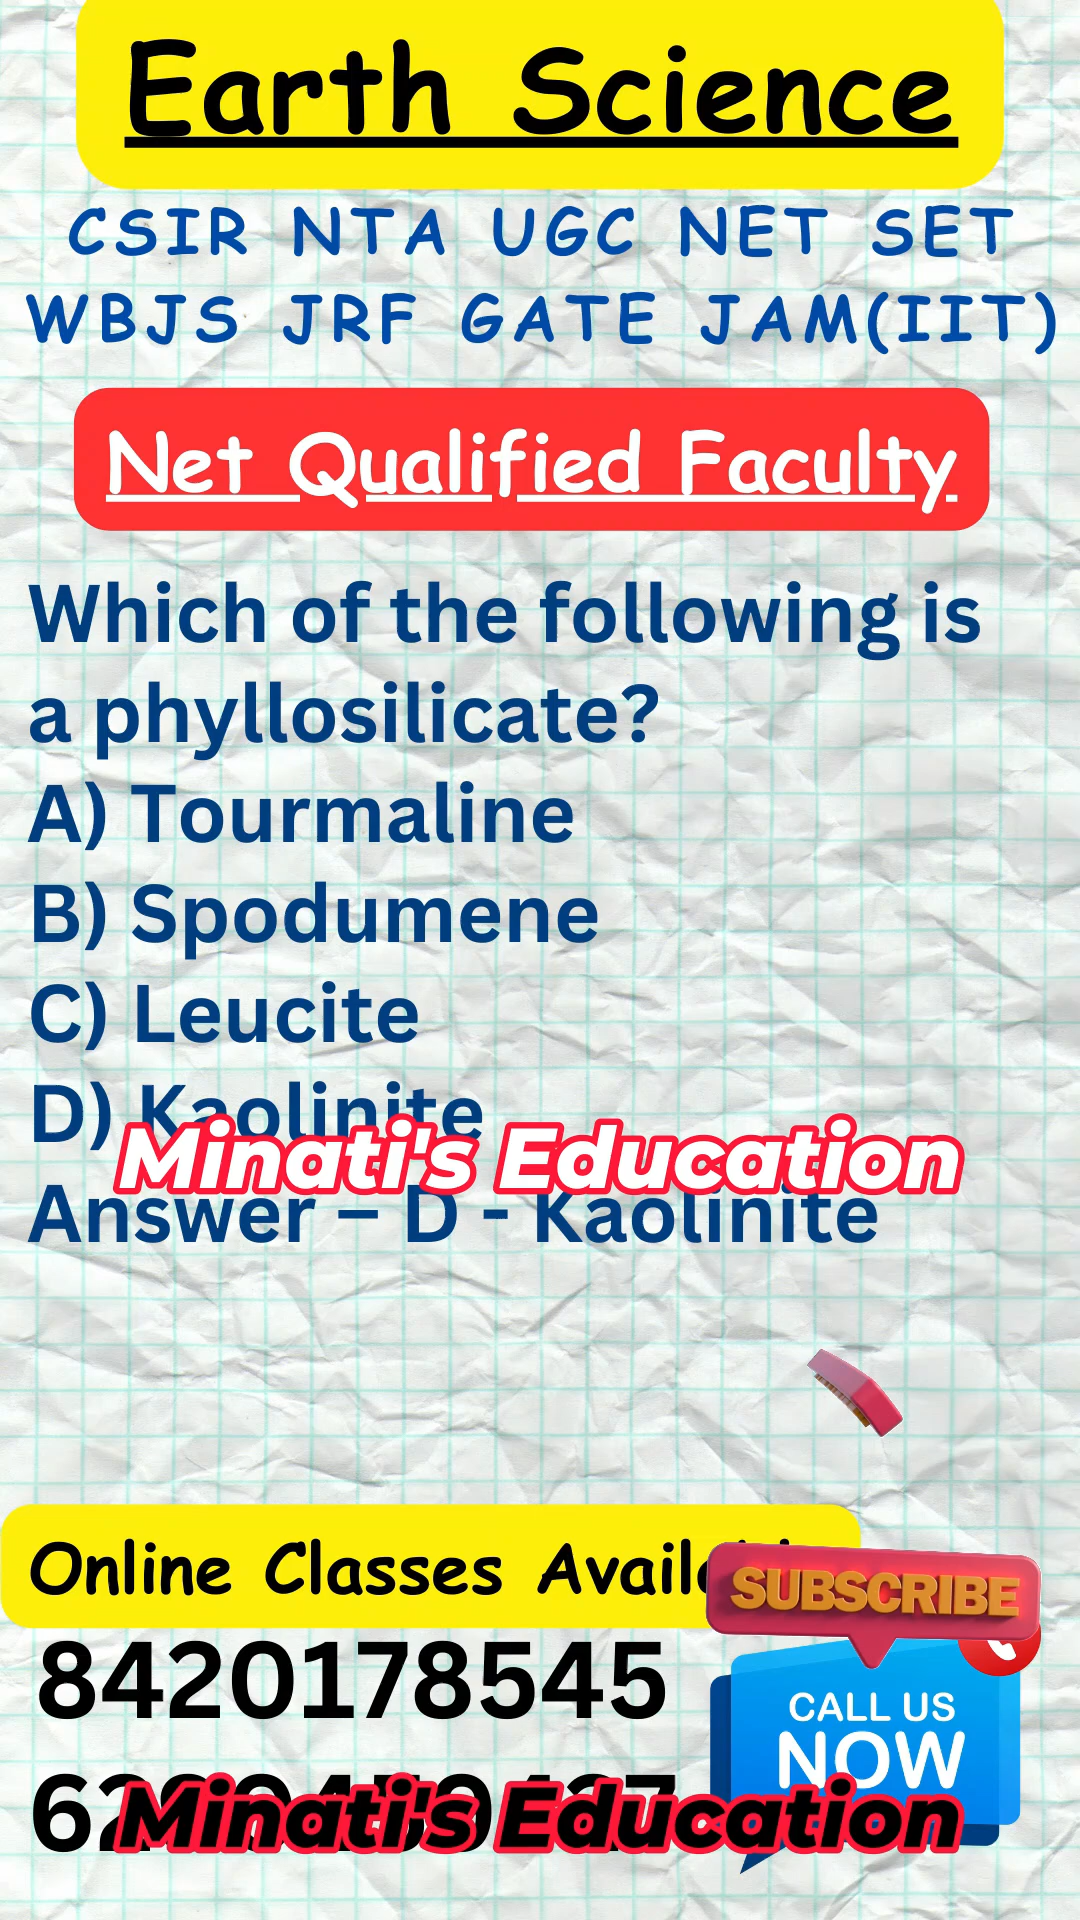 Earth Science
CSIR NTA UGC NET SET
WBJS JRF GATE JAM(IIT)
Net Qualified Faculty
Which of the following is
a phyllosilicate?
A) Tourmaline
B) Spodumene
C) Leucite
D) Kaolinite
Minati's Education
Answer – D - Kaolinite
Online Classes
SUBSCRIBE
8420178545
CALL US
NOW
Minati's Education